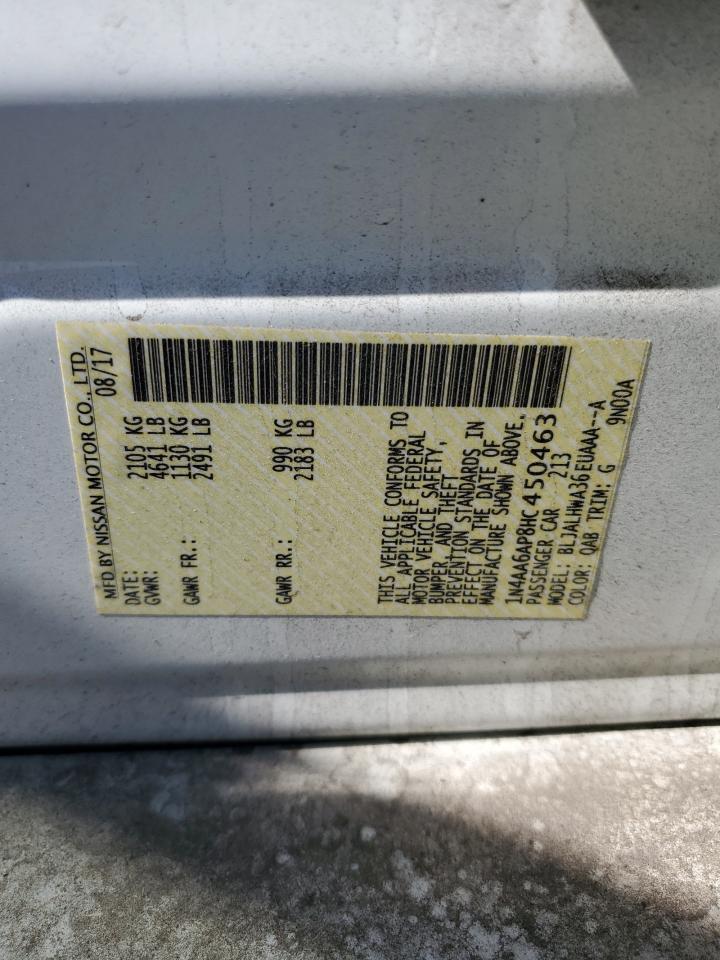 MFD BY NISSAN MOTOR CO., LTD.
DATE: 08/17
GVWR: 2105 KG
4641 LB
GAWR FR.: 1130 KG
2491 LB
GAWR RR.: 990 KG
2183 LB
THIS VEHICLE CONFORMS TO
ALL APPLICABLE FEDERAL
MOTOR VEHICLE SAFETY,
BUMPER, AND THEFT
PREVENTION STANDARDS IN
EFFECT ON THE DATE OF
MANUFACTURE SHOWN ABOVE.
1N4AA6AP8HC450463
PASSENGER CAR 213
MODEL: BLJALHWA36EUAAA--A
COLOR: QAB TRIM: G 9N00A